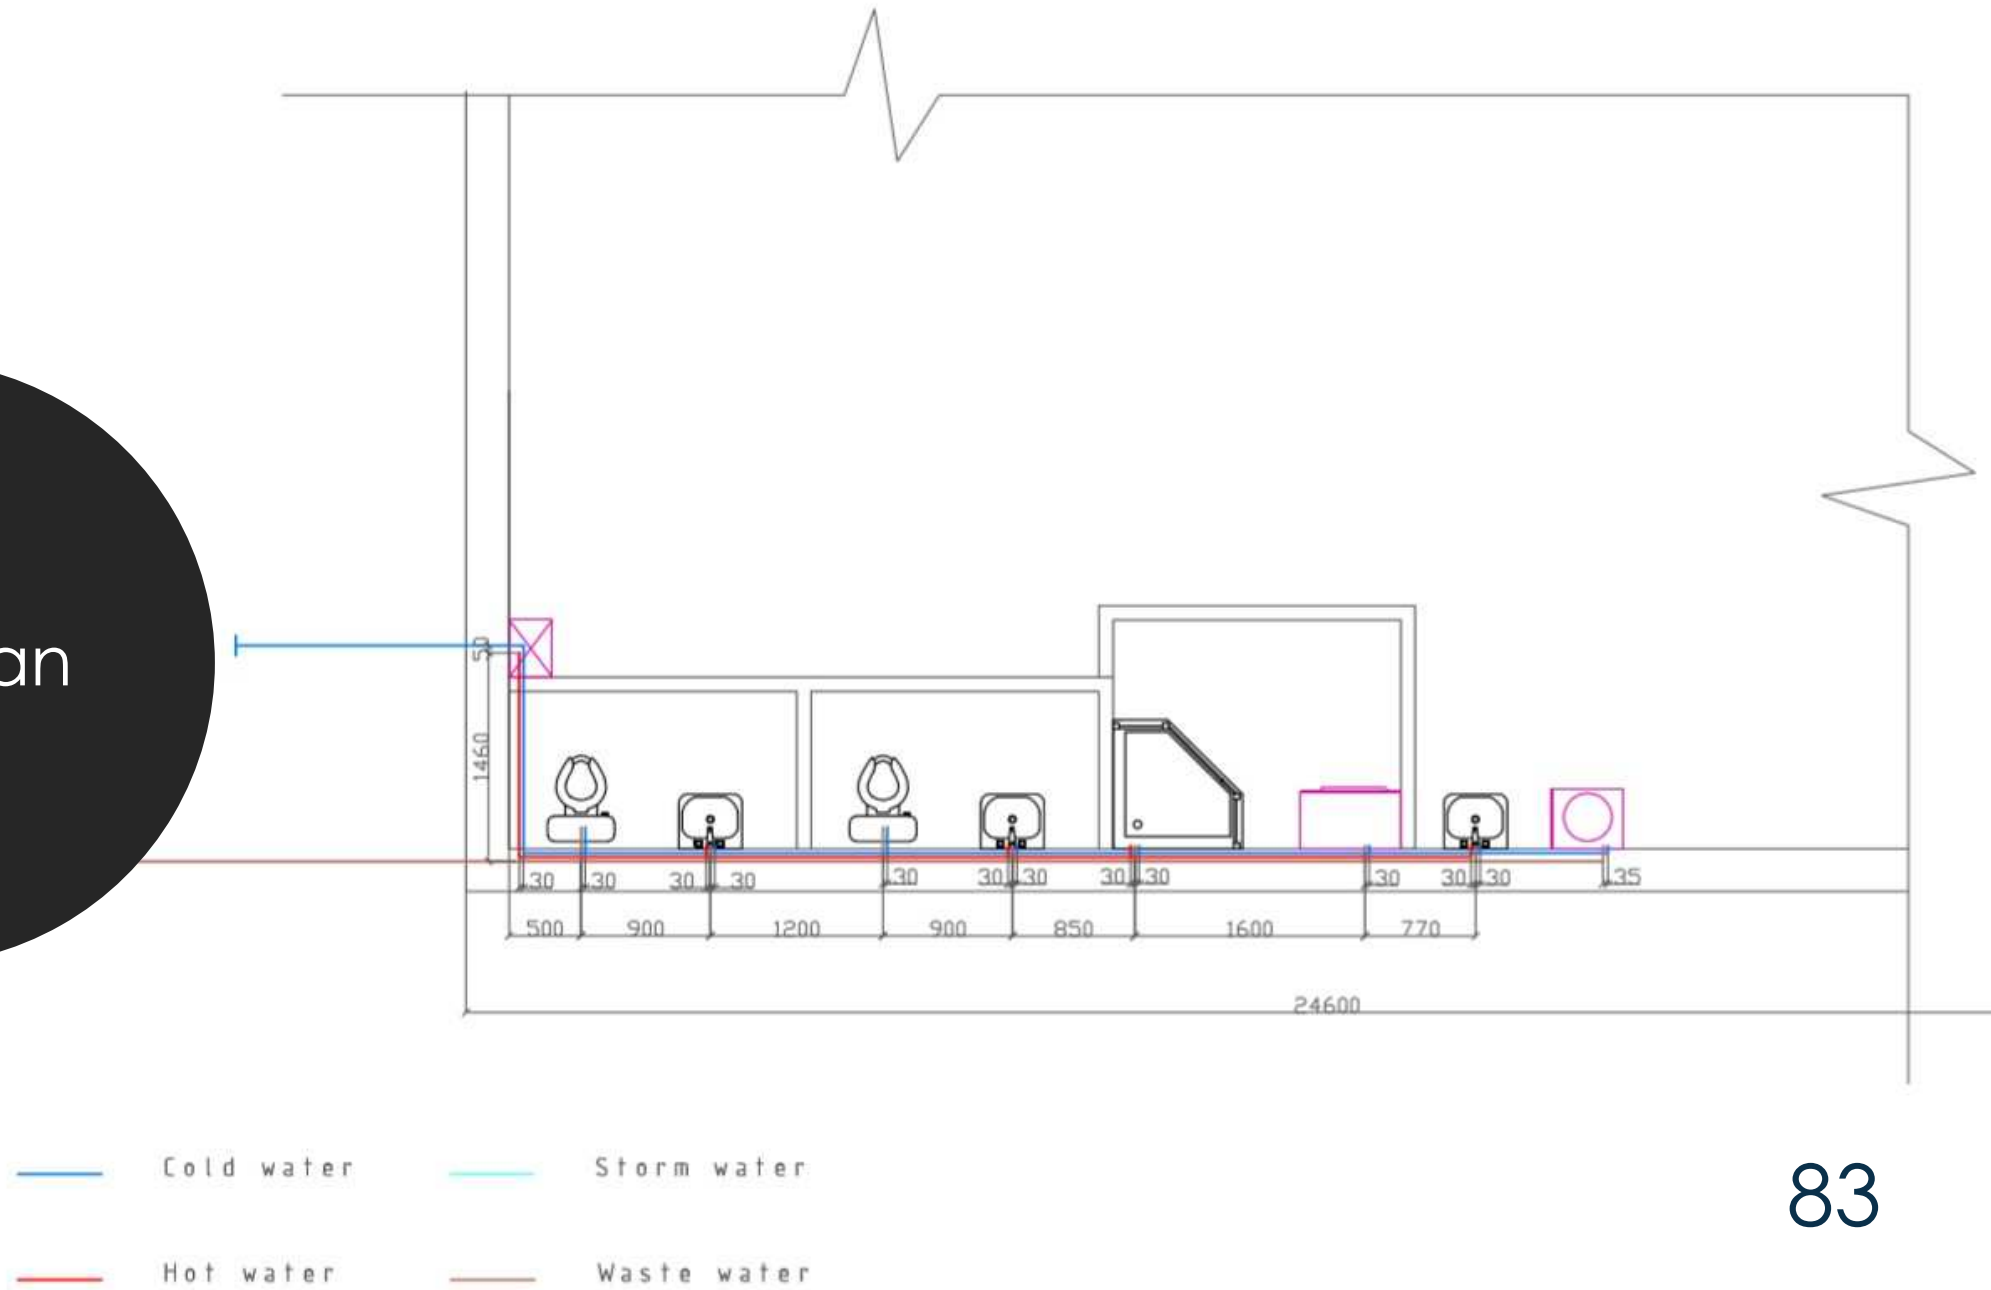 an
50
1460
30 30 30 30 30 30 30 30 30 30 30 30 35
500 900 1200 900 850 1600 770
24600
Cold water Storm water
83
Hot water Waste water